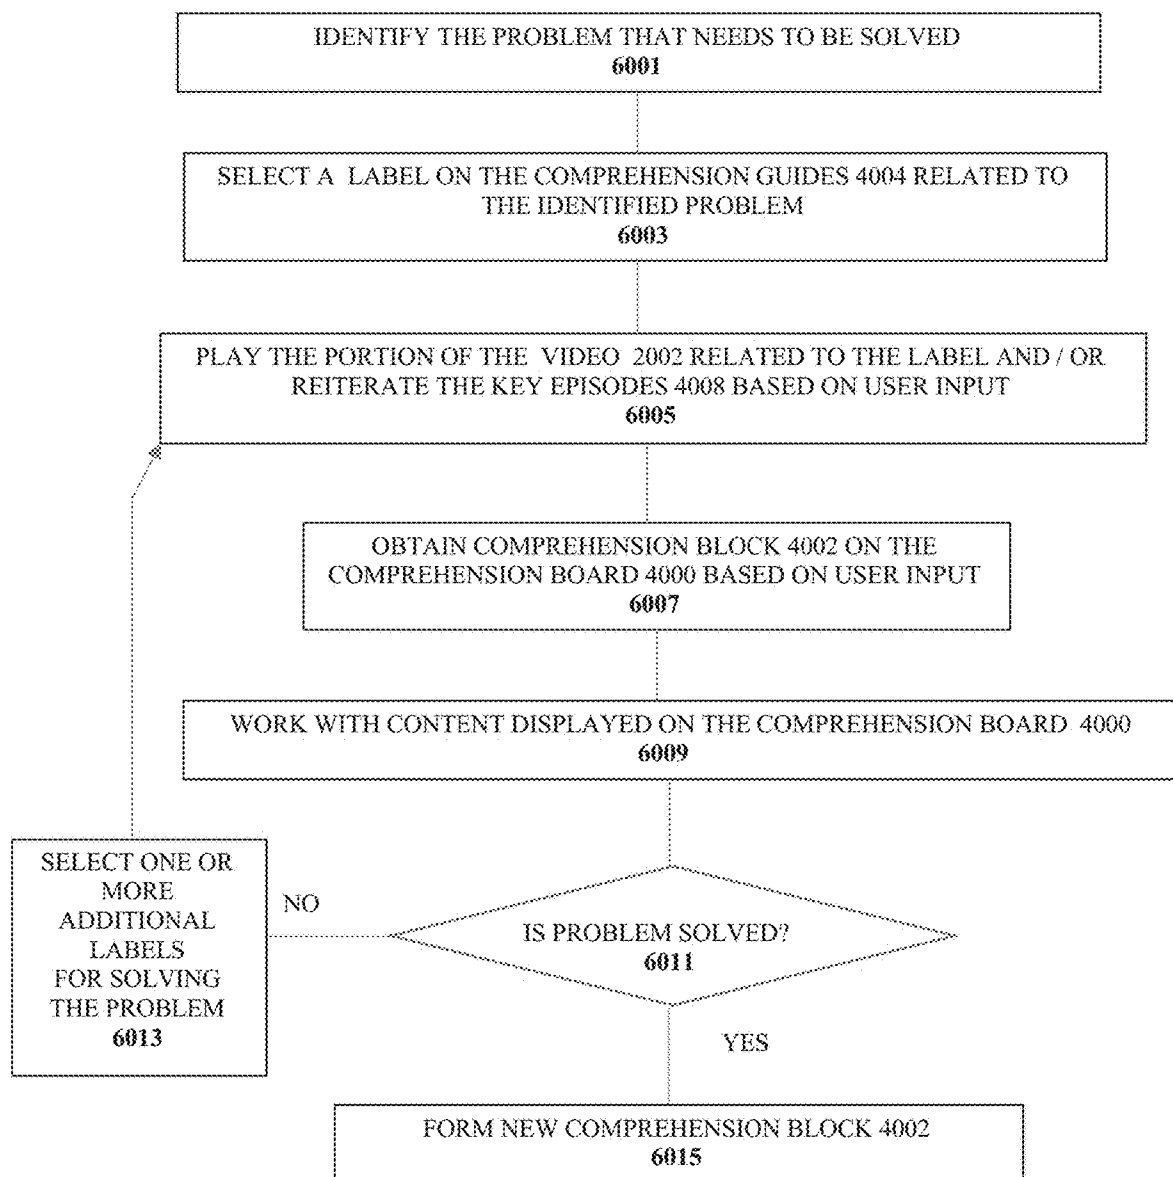 IDENTIFY THE PROBLEM THAT NEEDS TO BE SOLVED
6001
SELECT A LABEL ON THE COMPREHENSION GUIDES 4004 RELATED TO
THE IDENTIFIED PROBLEM
6003
PLAY THE PORTION OF THE VIDEO 2002 RELATED TO THE LABEL AND / OR
REITERATE THE KEY EPISODES 4008 BASED ON USER INPUT
6005
OBTAIN COMPREHENSION BLOCK 4002 ON THE
COMPREHENSION BOARD 4000 BASED ON USER INPUT
6007
WORK WITH CONTENT DISPLAYED ON THE COMPREHENSION BOARD 4000
6009
IS PROBLEM SOLVED?
6011
NO
SELECT ONE OR
MORE
ADDITIONAL
LABELS
FOR SOLVING
THE PROBLEM
6013
YES
FORM NEW COMPREHENSION BLOCK 4002
6015